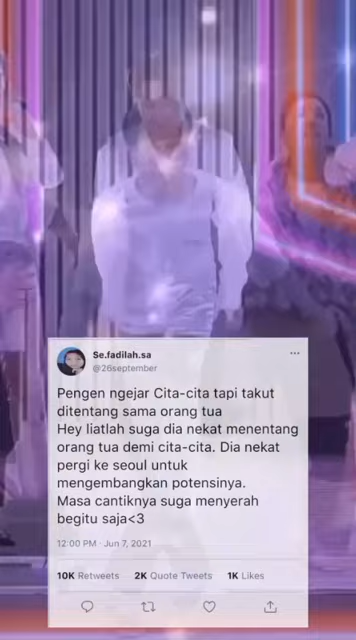 Se.fadilah.sa
@26september
Pengen ngejar Cita-cita tapi takut
ditentang sama orang tua
Hey liatlah suga dia nekat menentang
orang tua demi cita-cita. Dia nekat
pergi ke seoul untuk
mengembangkan potensinya.
Masa cantiknya suga menyerah
begitu saja<3
12:00 PM · Jun 7, 2021
10K Retweets 2K Quote Tweets 1K Likes